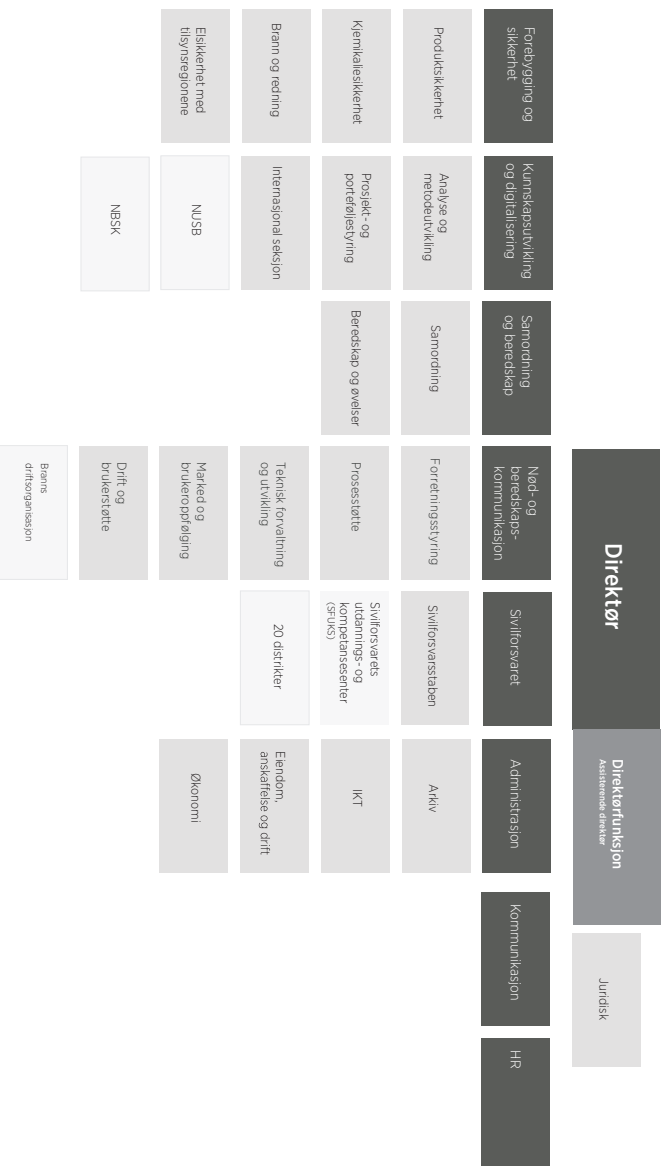 Direktør
Direktørfunksjon
Assisterende direktør
Juridisk
Forebygging og
sikkerhet
Produktsikkerhet
Kjemikaliesikkerhet
Brann og redning
Elsikkerhet med
tilsynsregionene
Kunnskapsutvikling
og digitalisering
Analyse og
metodeutvikling
Prosjekt- og
porteføljestyring
Internasjonal seksjon
NUSB
NBSK
Samordning
og beredskap
Samordning
Beredskap og øvelser
Nød- og
beredskaps-
kommunikasjon
Forretningsstyring
Prosesstøtte
Teknisk forvaltning
og utvikling
Marked og
brukeroppfølging
Drift og
brukerstøtte
Branns
driftsorganisasjon
Sivilforsvaret
Sivilforsvarsstaben
Sivilforsvarets
utdannings- og
kompetansesenter
(SFUKS)
20 distrikter
Administrasjon
Arkiv
IKT
Eiendom,
anskaffelse og drift
Økonomi
Kommunikasjon
HR